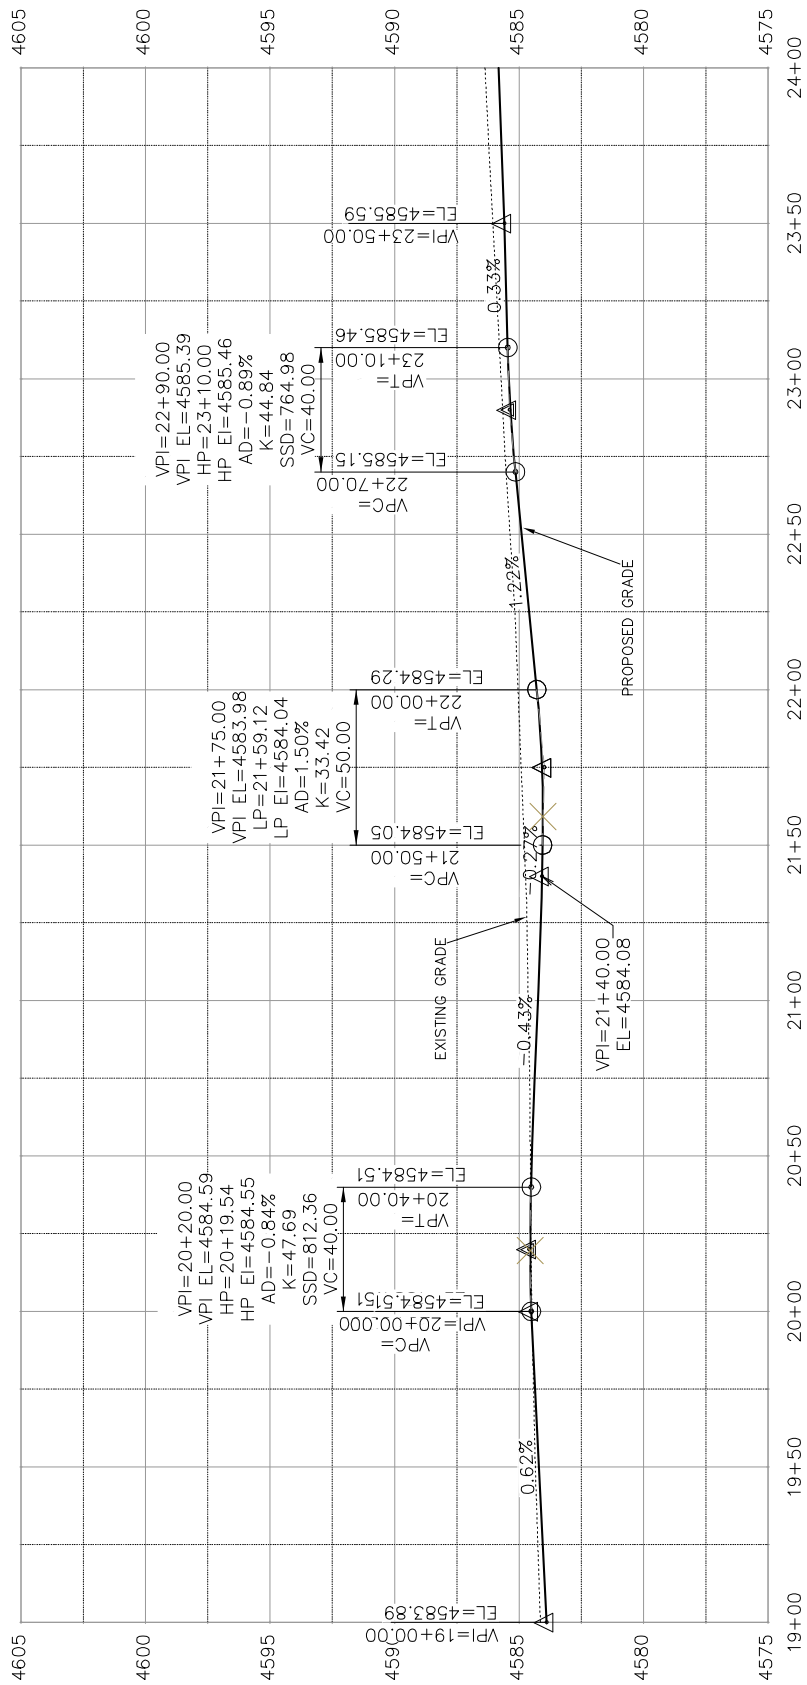 4605
4600
4595
4590
4585
4580
4575
VPI=19+00.00
EL=4583.89
0.62%
VPI=20+20.00
VPI EL=4584.59
HP=20+19.54
HP El=4584.55
AD=-0.84%
K=47.69
SSD=812.36
VC=40.00
VPC=
VPI=20+00.000
EL=4584.5151
VPT=
20+40.00
EL=4584.51
-0.43%
EXISTING GRADE
VPI=21+40.00
EL=4584.08
-0.27%
VPI=21+75.00
VPI EL=4583.98
LP=21+59.12
LP El=4584.04
AD=1.50%
K=33.42
VC=50.00
VPC=
21+50.00
EL=4584.05
VPT=
22+00.00
EL=4584.29
1.22%
PROPOSED GRADE
VPI=22+90.00
VPI EL=4585.39
HP=23+10.00
HP El=4585.46
AD=-0.89%
K=44.84
SSD=764.98
VC=40.00
VPC=
22+70.00
EL=4585.15
VPT=
23+10.00
EL=4585.46
0.33%
VPI=23+50.00
EL=4585.59
4605
4600
4595
4590
4585
4580
4575
19+00 19+50 20+00 20+50 21+00 21+50 22+00 22+50 23+00 23+50 24+00